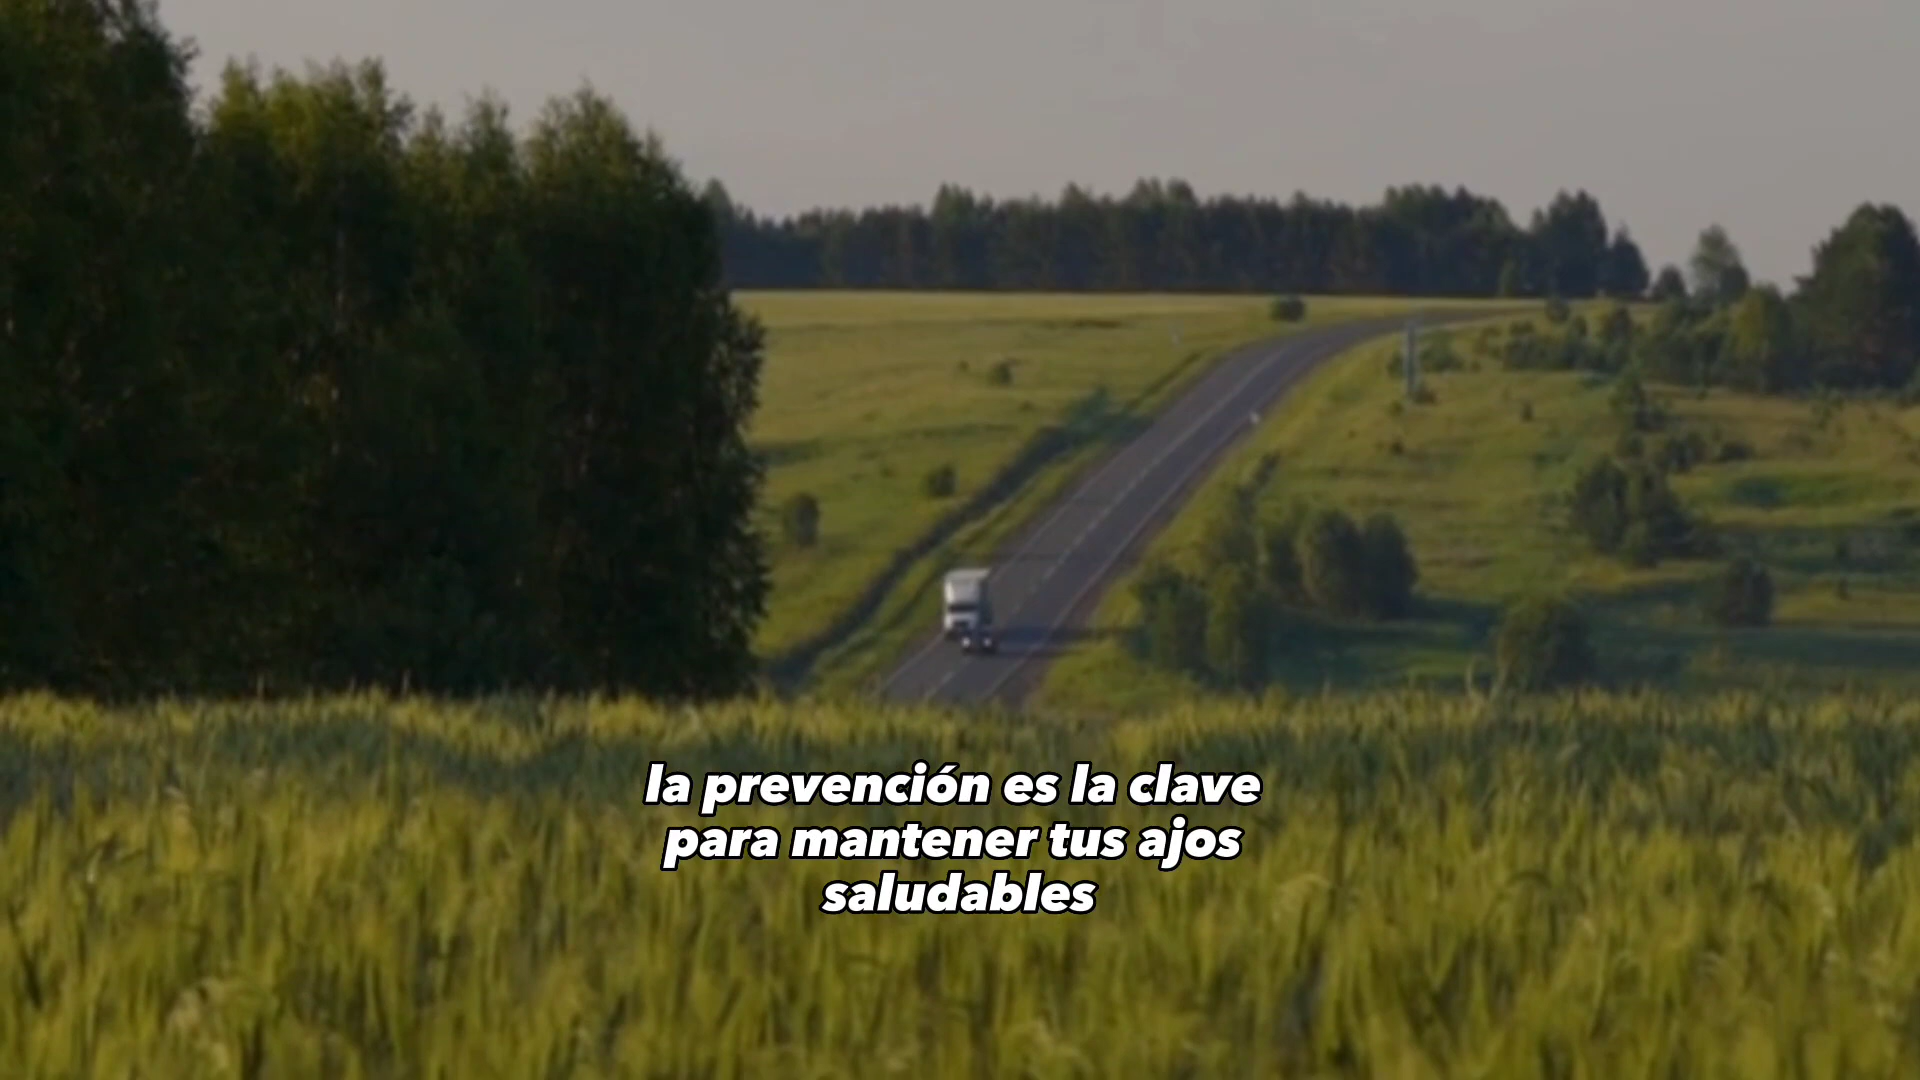 la prevención es la clave
para mantener tus ajos
saludables